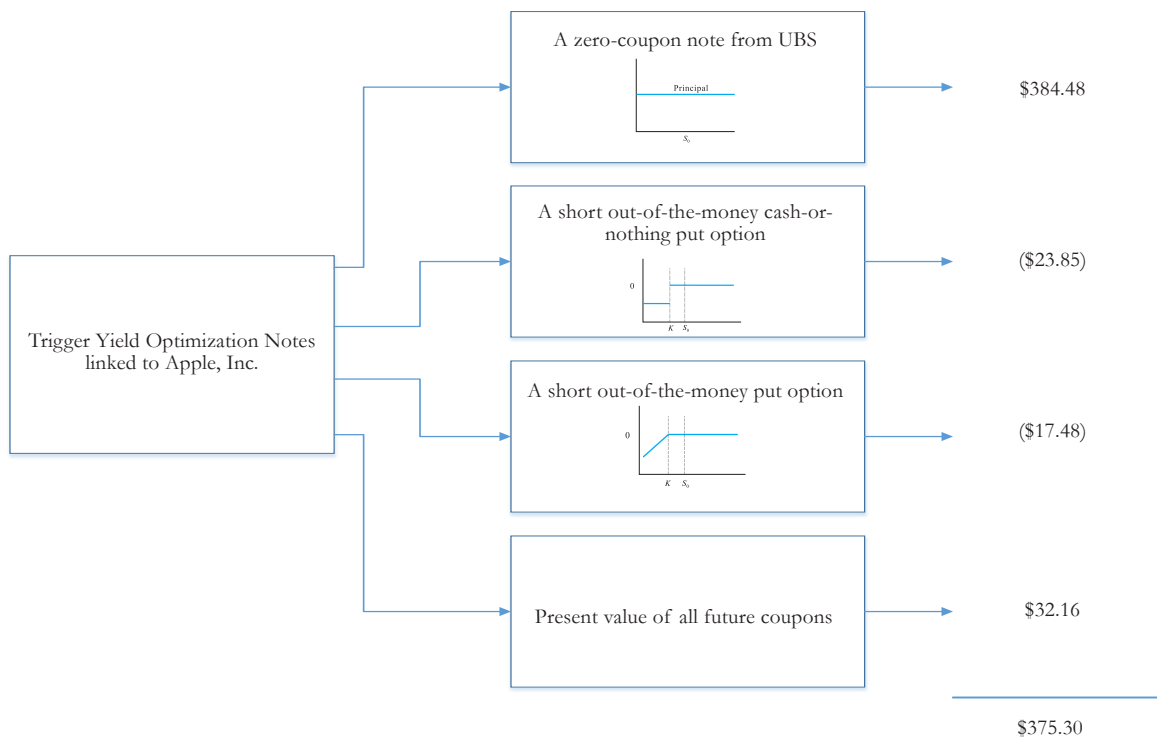 A zero-coupon note from UBS
Principal
S₀
$384.48
A short out-of-the-money cash-or-
nothing put option
0
K
S₀
($23.85)
Trigger Yield Optimization Notes
linked to Apple, Inc.
A short out-of-the-money put option
0
K
S₀
($17.48)
Present value of all future coupons
$32.16
$375.30